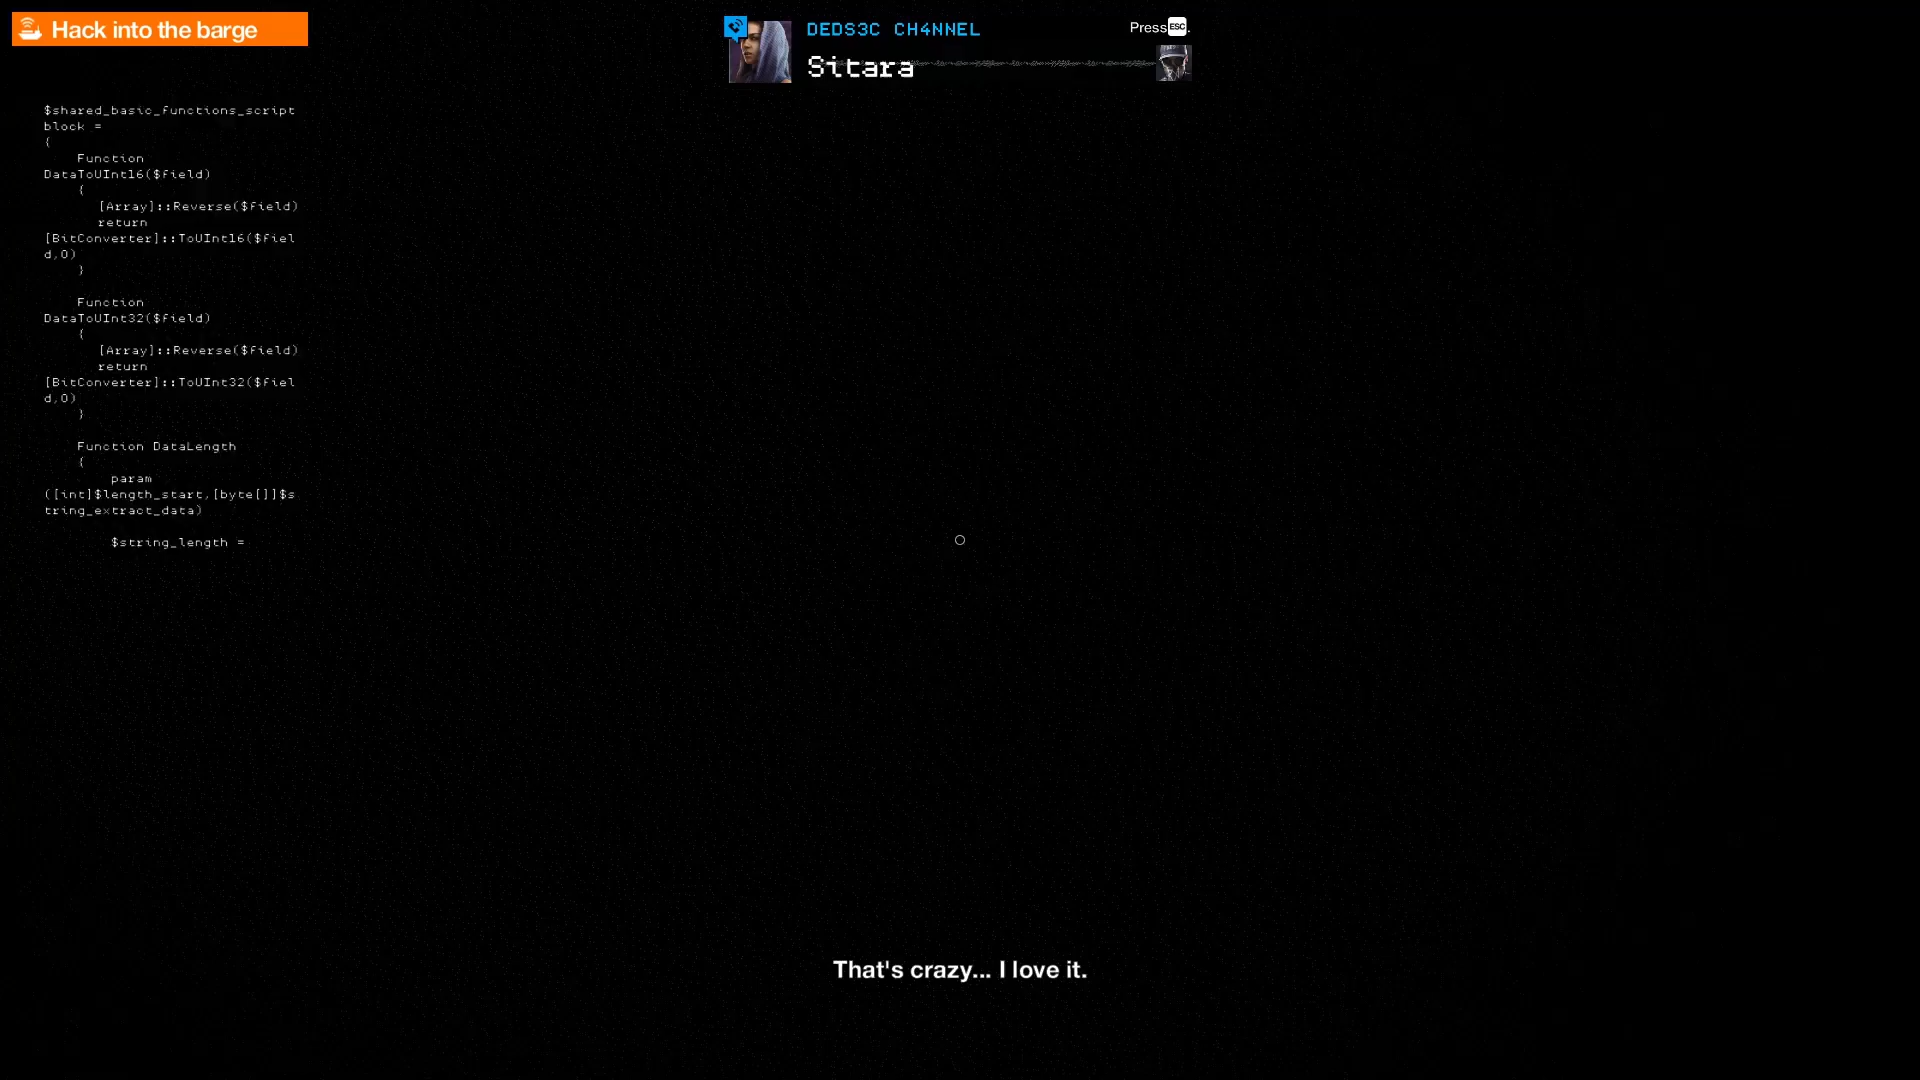 Hack into the barge
DEDS3C CH4NNEL
Press ESC.
Sitara
$shared_basic_functions_script
block =
{
Function
DataToUInt16($field)
{
[Array]::Reverse($field)
return
[BitConverter]::ToUInt16($fiel
d,0)
}
Function
DataToUInt32($field)
{
[Array]::Reverse($field)
return
[BitConverter]::ToUInt32($fiel
d,0)
}
Function DataLength
{
param
([int]$length_start,[byte[]]$s
tring_extract_data)
$string_length =
That's crazy... I love it.